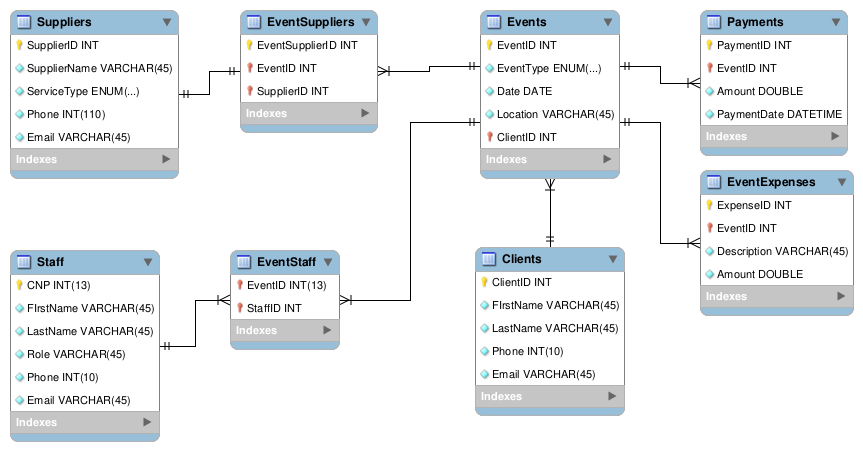 Suppliers
SupplierID INT
SupplierName VARCHAR(45)
ServiceType ENUM(...)
Phone INT(110)
Email VARCHAR(45)
Indexes
EventSuppliers
EventSupplierID INT
EventID INT
SupplierID INT
Indexes
Events
EventID INT
EventType ENUM(...)
Date DATE
Location VARCHAR(45)
ClientID INT
Indexes
Payments
PaymentID INT
EventID INT
Amount DOUBLE
PaymentDate DATETIME
Indexes
EventExpenses
ExpenseID INT
EventID INT
Description VARCHAR(45)
Amount DOUBLE
Indexes
Staff
CNP INT(13)
FIrstName VARCHAR(45)
LastName VARCHAR(45)
Role VARCHAR(45)
Phone INT(10)
Email VARCHAR(45)
Indexes
EventStaff
EventID INT(13)
StaffID INT
Indexes
Clients
ClientID INT
FIrstName VARCHAR(45)
LastName VARCHAR(45)
Phone INT(10)
Email VARCHAR(45)
Indexes